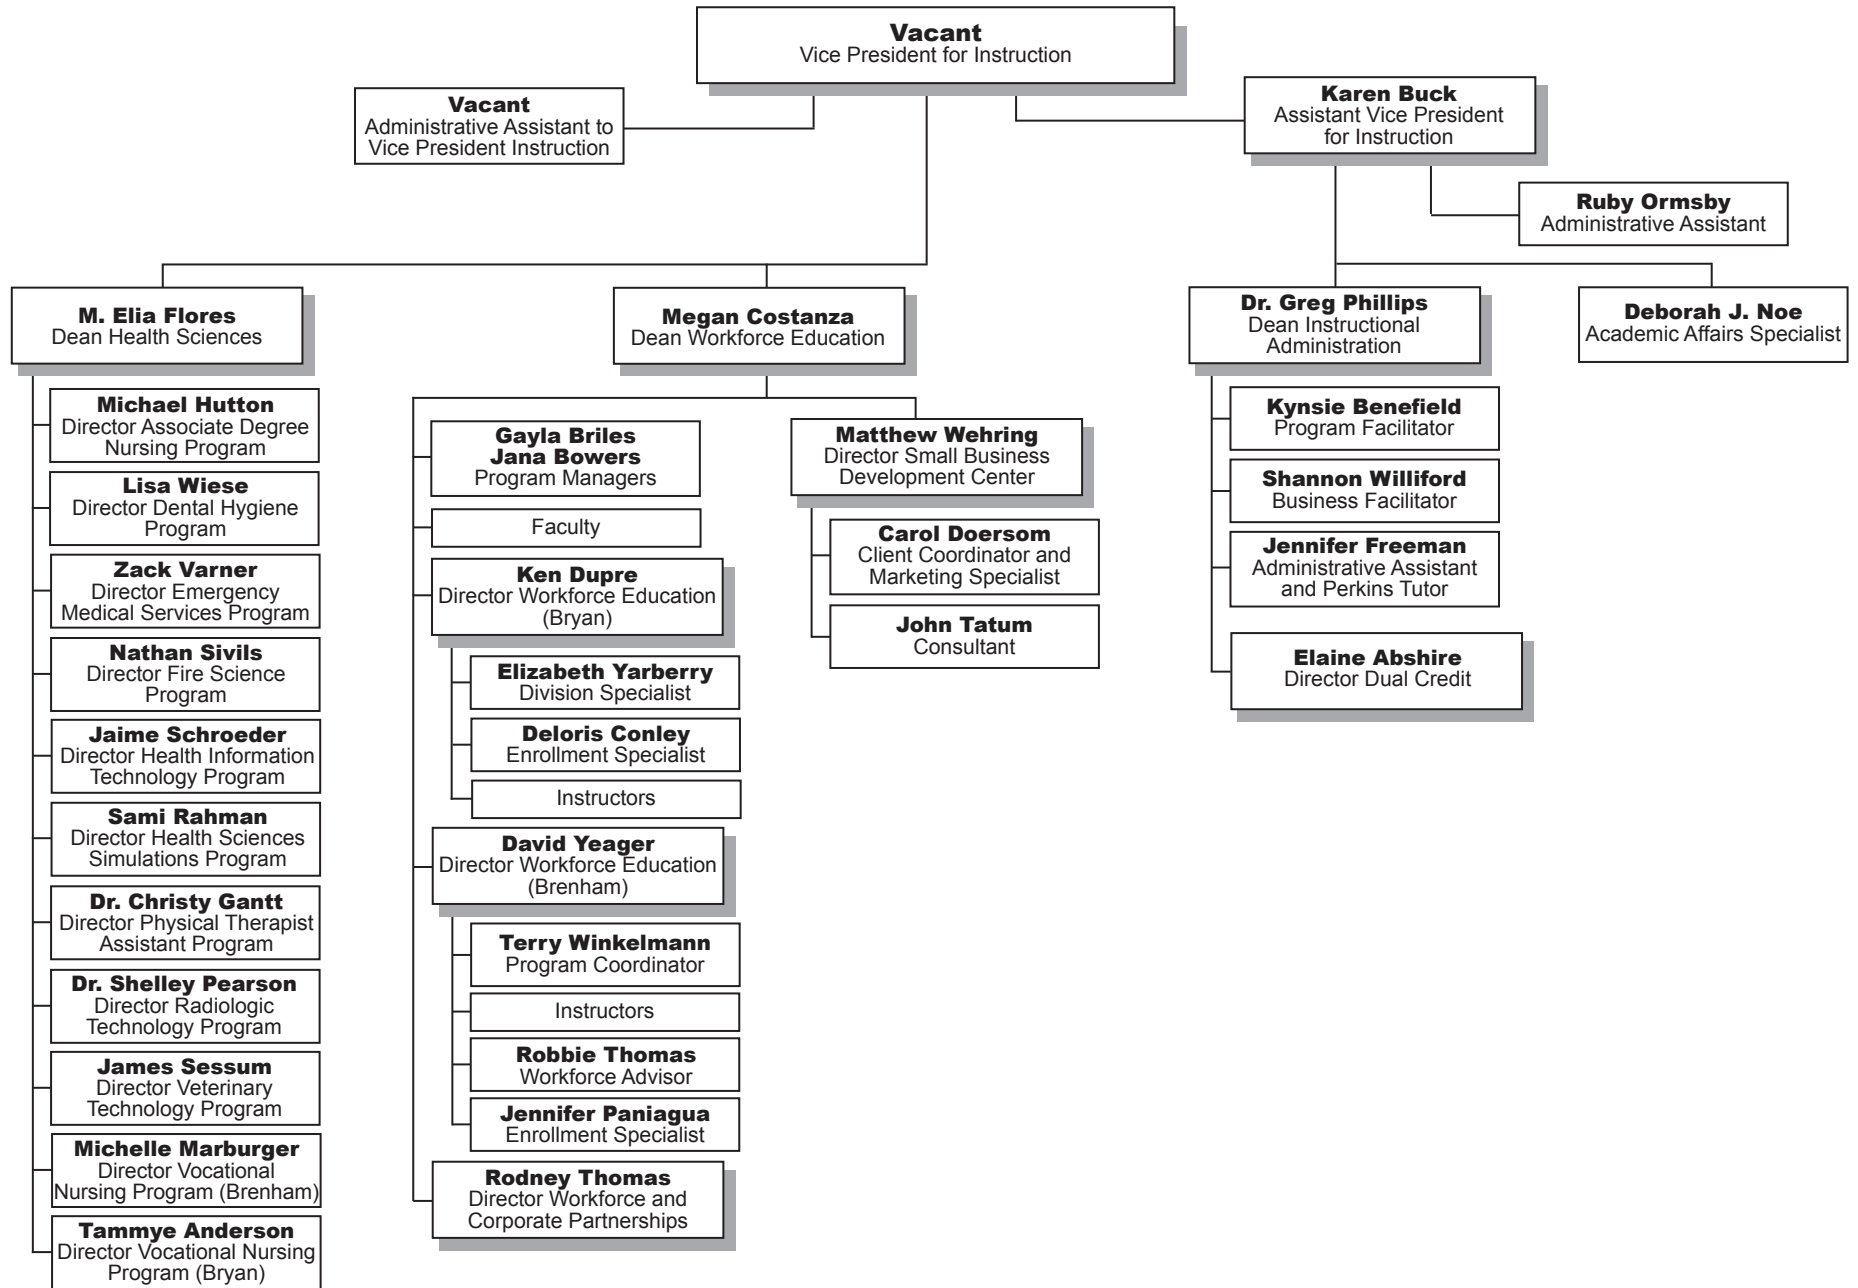 Vacant
Vice President for Instruction
Vacant
Administrative Assistant to
Vice President Instruction
Karen Buck
Assistant Vice President
for Instruction
Ruby Ormsby
Administrative Assistant
M. Elia Flores
Dean Health Sciences
Michael Hutton
Director Associate Degree
Nursing Program
Lisa Wiese
Director Dental Hygiene
Program
Zack Varner
Director Emergency
Medical Services Program
Nathan Sivils
Director Fire Science
Program
Jaime Schroeder
Director Health Information
Technology Program
Sami Rahman
Director Health Sciences
Simulations Program
Dr. Christy Gantt
Director Physical Therapist
Assistant Program
Dr. Shelley Pearson
Director Radiologic
Technology Program
James Sessum
Director Veterinary
Technology Program
Michelle Marburger
Director Vocational
Nursing Program (Brenham)
Tammye Anderson
Director Vocational Nursing
Program (Bryan)
Megan Costanza
Dean Workforce Education
Gayla Briles
Jana Bowers
Program Managers
Faculty
Ken Dupre
Director Workforce Education
(Bryan)
Elizabeth Yarberry
Division Specialist
Deloris Conley
Enrollment Specialist
Instructors
David Yeager
Director Workforce Education
(Brenham)
Terry Winkelmann
Program Coordinator
Instructors
Robbie Thomas
Workforce Advisor
Jennifer Paniagua
Enrollment Specialist
Rodney Thomas
Director Workforce and
Corporate Partnerships
Matthew Wehring
Director Small Business
Development Center
Carol Doersom
Client Coordinator and
Marketing Specialist
John Tatum
Consultant
Dr. Greg Phillips
Dean Instructional
Administration
Kynsie Benefield
Program Facilitator
Shannon Williford
Business Facilitator
Jennifer Freeman
Administrative Assistant
and Perkins Tutor
Elaine Abshire
Director Dual Credit
Deborah J. Noe
Academic Affairs Specialist